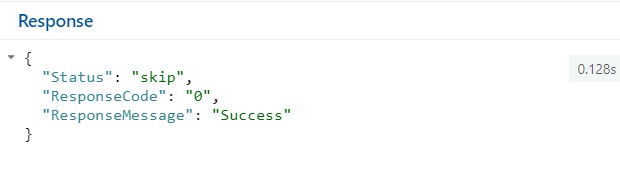 Response
{
"Status": "skip",
"ResponseCode": "0",
"ResponseMessage": "Success"
}
0.128s